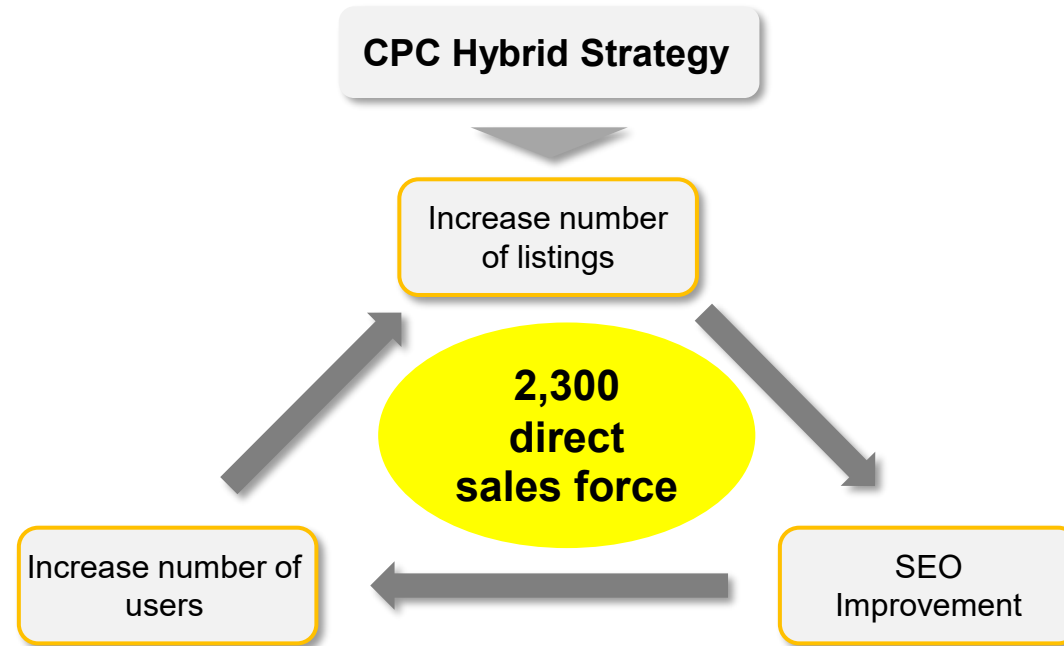 CPC Hybrid Strategy
Increase number
of listings
2,300
direct
sales force
Increase number of
users
SEO
Improvement